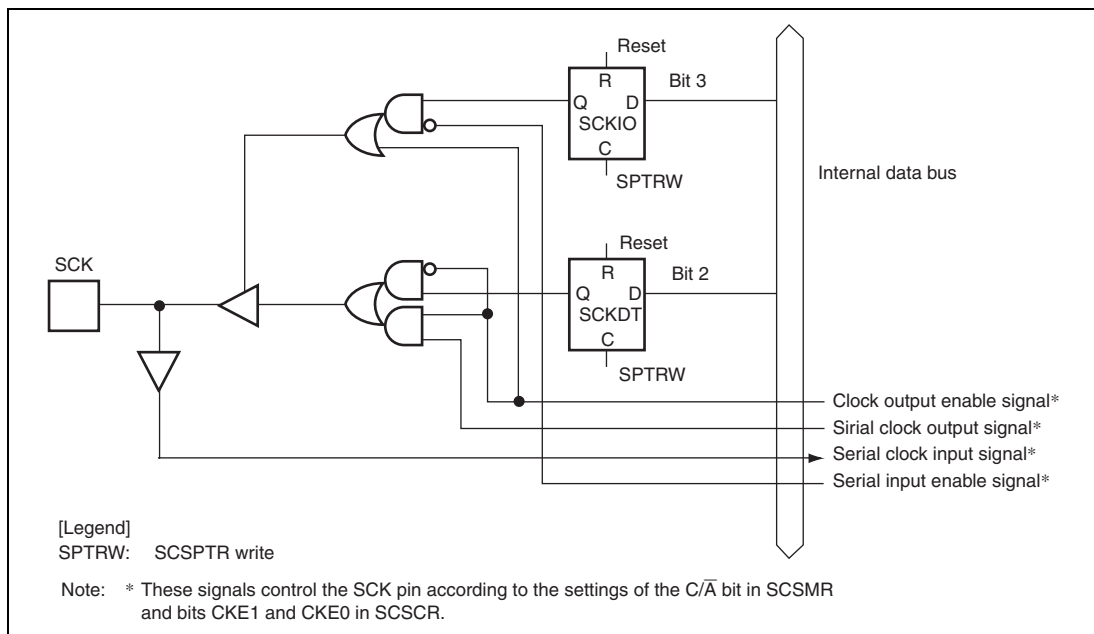 Reset
R
Bit 3
Q D
SCKIO
C
SPTRW
Internal data bus
Reset
SCK
R
Bit 2
Q D
SCKDT
C
SPTRW
Clock output enable signal*
Sirial clock output signal*
Serial clock input signal*
Serial input enable signal*
[Legend]
SPTRW: SCSPTR write
Note: * These signals control the SCK pin according to the settings of the C/A̅ bit in SCSMR
and bits CKE1 and CKE0 in SCSCR.